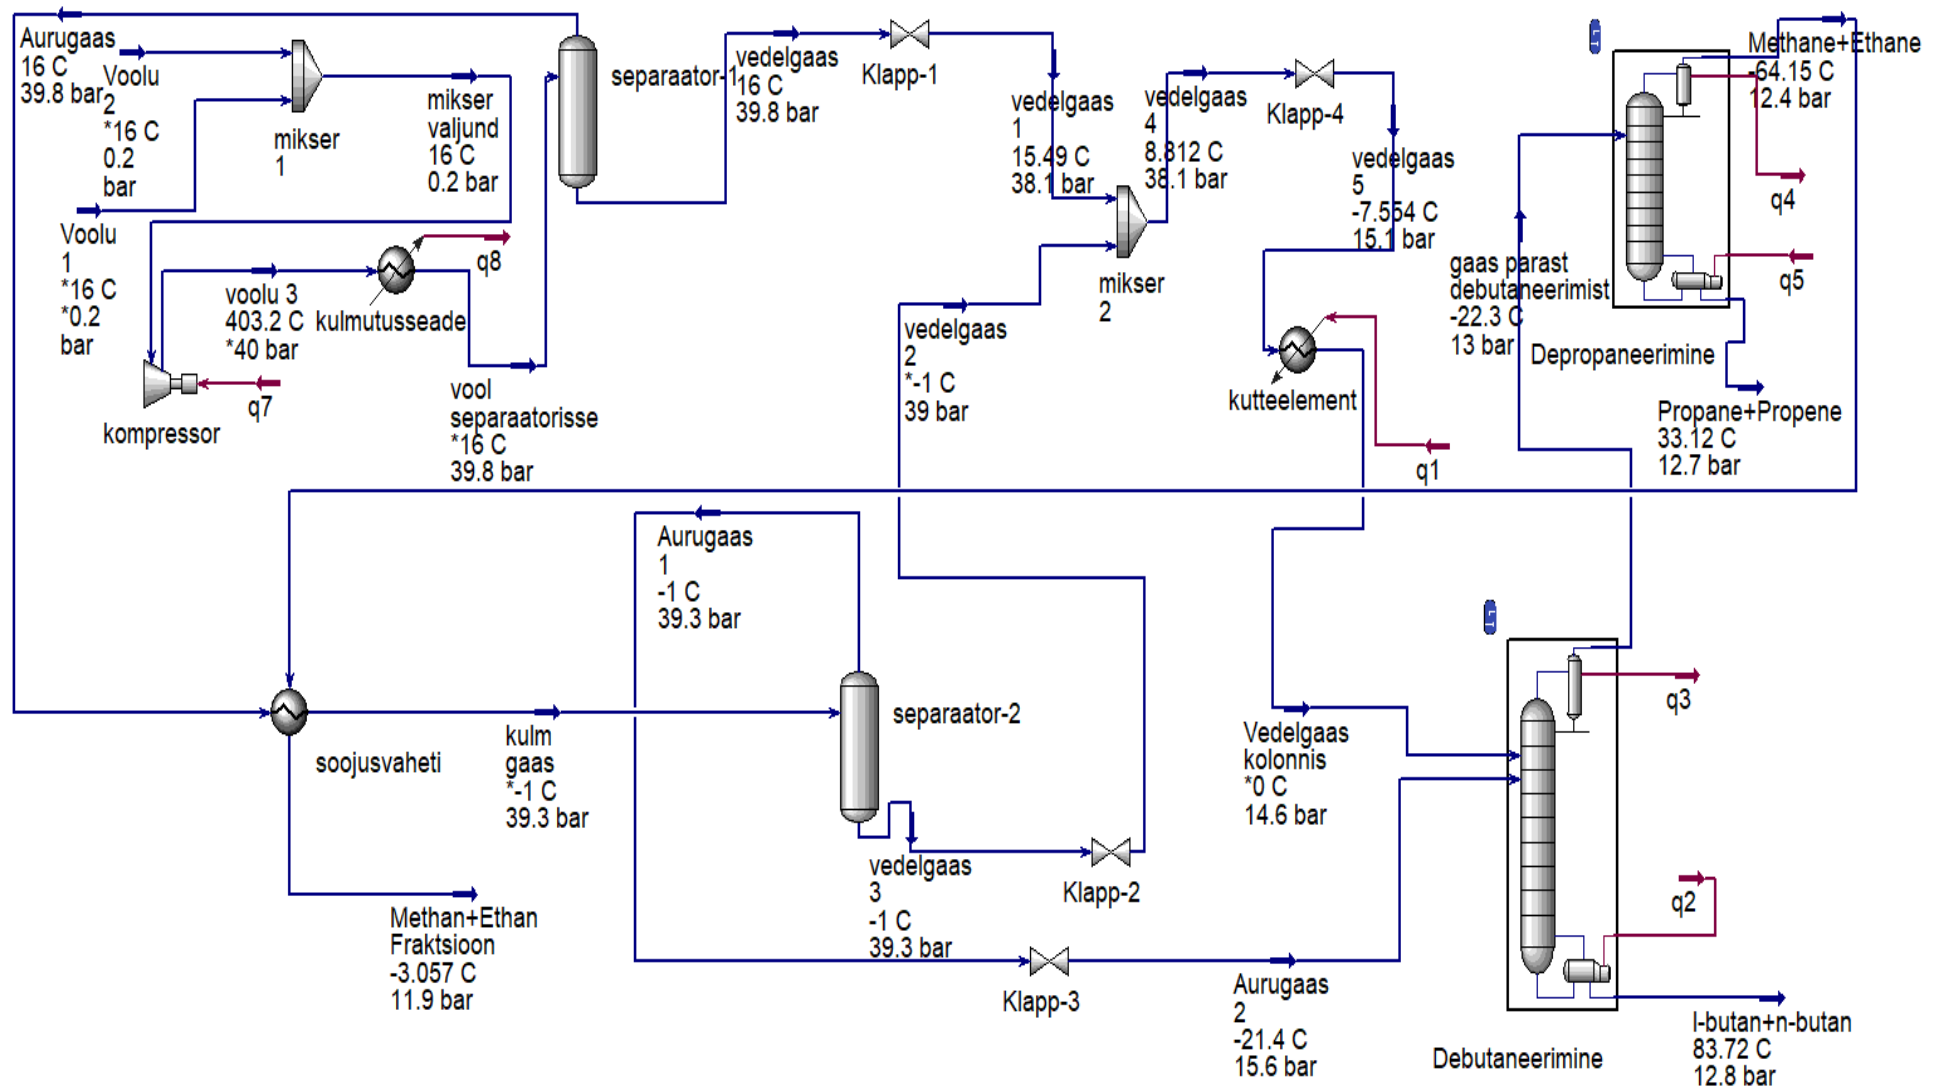 Aurugaas
16 C
39.8 bar
Voolu
2
*16 C
0.2
bar
mikser
1
mikser
valjund
16 C
0.2 bar
separaator-1
vedelgaas
16 C
39.8 bar
Klapp-1
vedelgaas
1
15.49 C
38.1 bar
vedelgaas
4
8.812 C
38.1 bar
Klapp-4
vedelgaas
5
-7.554 C
15.1 bar
Methane+Ethane
-64.15 C
12.4 bar
q4
q5
Voolu
1
*16 C
*0.2
bar
voolu 3
403.2 C
*40 bar
kulmutusseade
q8
q7
kompressor
vool
separaatorisse
*16 C
39.8 bar
vedelgaas
2
*-1 C
39 bar
mikser
2
kutteelement
q1
gaas parast
debutaneerimist
-22.3 C
13 bar
Depropaneerimine
Propane+Propene
33.12 C
12.7 bar
Aurugaas
1
-1 C
39.3 bar
soojusvaheti
kulm
gaas
*-1 C
39.3 bar
separaator-2
vedelgaas
3
-1 C
39.3 bar
Klapp-2
Klapp-3
Methan+Ethan
Fraktsioon
-3.057 C
11.9 bar
Vedelgaas
kolonnis
*0 C
14.6 bar
Aurugaas
2
-21.4 C
15.6 bar
q3
q2
Debutaneerimine
I-butan+n-butan
83.72 C
12.8 bar